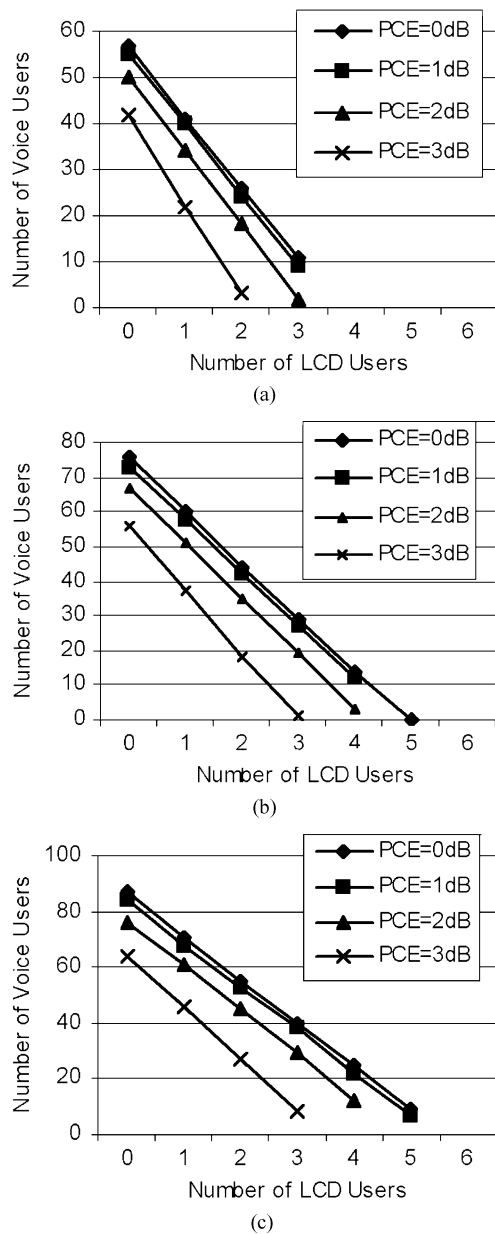 60
50
40
30
20
10
0
Number of Voice Users
PCE=0dB
PCE=1dB
PCE=2dB
PCE=3dB
0 1 2 3 4 5 6
Number of LCD Users
(a)
80
70
60
50
40
30
20
10
0
Number of Voice Users
PCE=0dB
PCE=1dB
PCE=2dB
PCE=3dB
0 1 2 3 4 5 6
Number of LCD Users
(b)
100
80
60
40
20
0
Number of Voice Users
PCE=0dB
PCE=1dB
PCE=2dB
PCE=3dB
0 1 2 3 4 5 6
Number of LCD Users
(c)